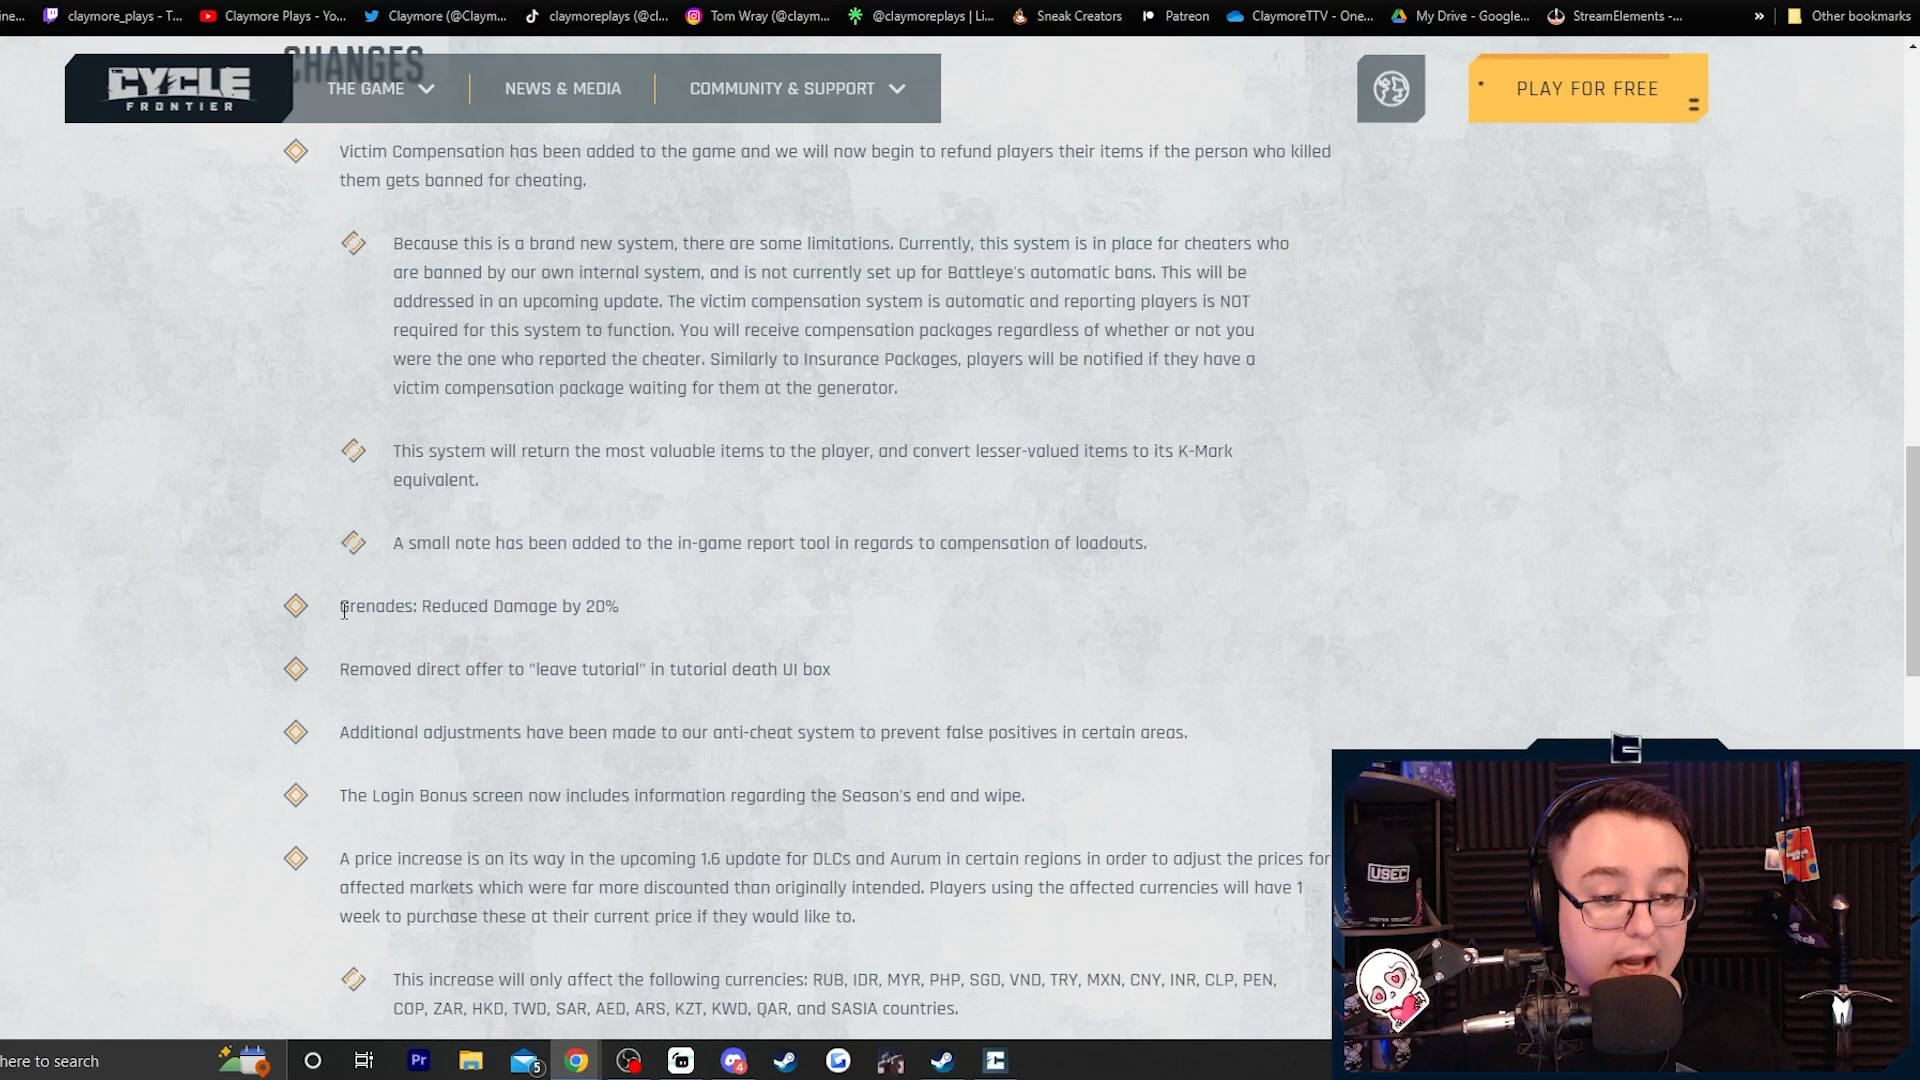 ne...
claymore_plays - T...
Claymore Plays - Yo...
Claymore (@Claym...
claymoreplays (@cl...
Tom Wray (@claym...
@claymoreplays | Li...
Sneak Creators
Patreon
ClaymoreTTV - One...
My Drive - Google...
StreamElements -...
»
Other bookmarks
CHANGES
CYCLE
FRONTIER
THE GAME
NEWS & MEDIA
COMMUNITY & SUPPORT
PLAY FOR FREE
Victim Compensation has been added to the game and we will now begin to refund players their items if the person who killed
them gets banned for cheating.
Because this is a brand new system, there are some limitations. Currently, this system is in place for cheaters who
are banned by our own internal system, and is not currently set up for Battleye's automatic bans. This will be
addressed in an upcoming update. The victim compensation system is automatic and reporting players is NOT
required for this system to function. You will receive compensation packages regardless of whether or not you
were the one who reported the cheater. Similarly to Insurance Packages, players will be notified if they have a
victim compensation package waiting for them at the generator.
This system will return the most valuable items to the player, and convert lesser-valued items to its K-Mark
equivalent.
A small note has been added to the in-game report tool in regards to compensation of loadouts.
Grenades: Reduced Damage by 20%
Removed direct offer to "leave tutorial" in tutorial death UI box
Additional adjustments have been made to our anti-cheat system to prevent false positives in certain areas.
The Login Bonus screen now includes information regarding the Season's end and wipe.
A price increase is on its way in the upcoming 1.6 update for DLCs and Aurum in certain regions in order to adjust the prices for
affected markets which were far more discounted than originally intended. Players using the affected currencies will have 1
week to purchase these at their current price if they would like to.
This increase will only affect the following currencies: RUB, IDR, MYR, PHP, SGD, VND, TRY, MXN, CNY, INR, CLP, PEN,
COP, ZAR, HKD, TWD, SAR, AED, ARS, KZT, KWD, QAR, and SASIA countries.
USEC
here to search
Pr
5
4